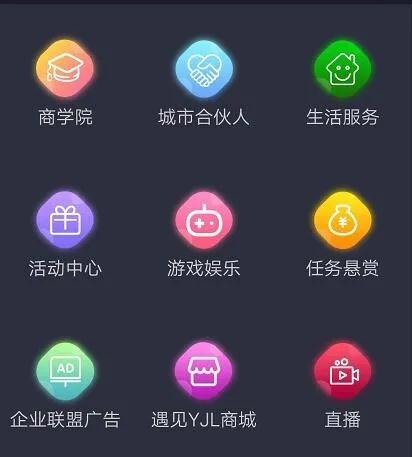 商学院
城市合伙人
生活服务
活动中心
游戏娱乐
¥
任务悬赏
AD
企业联盟广告
遇见YJL商城
直播